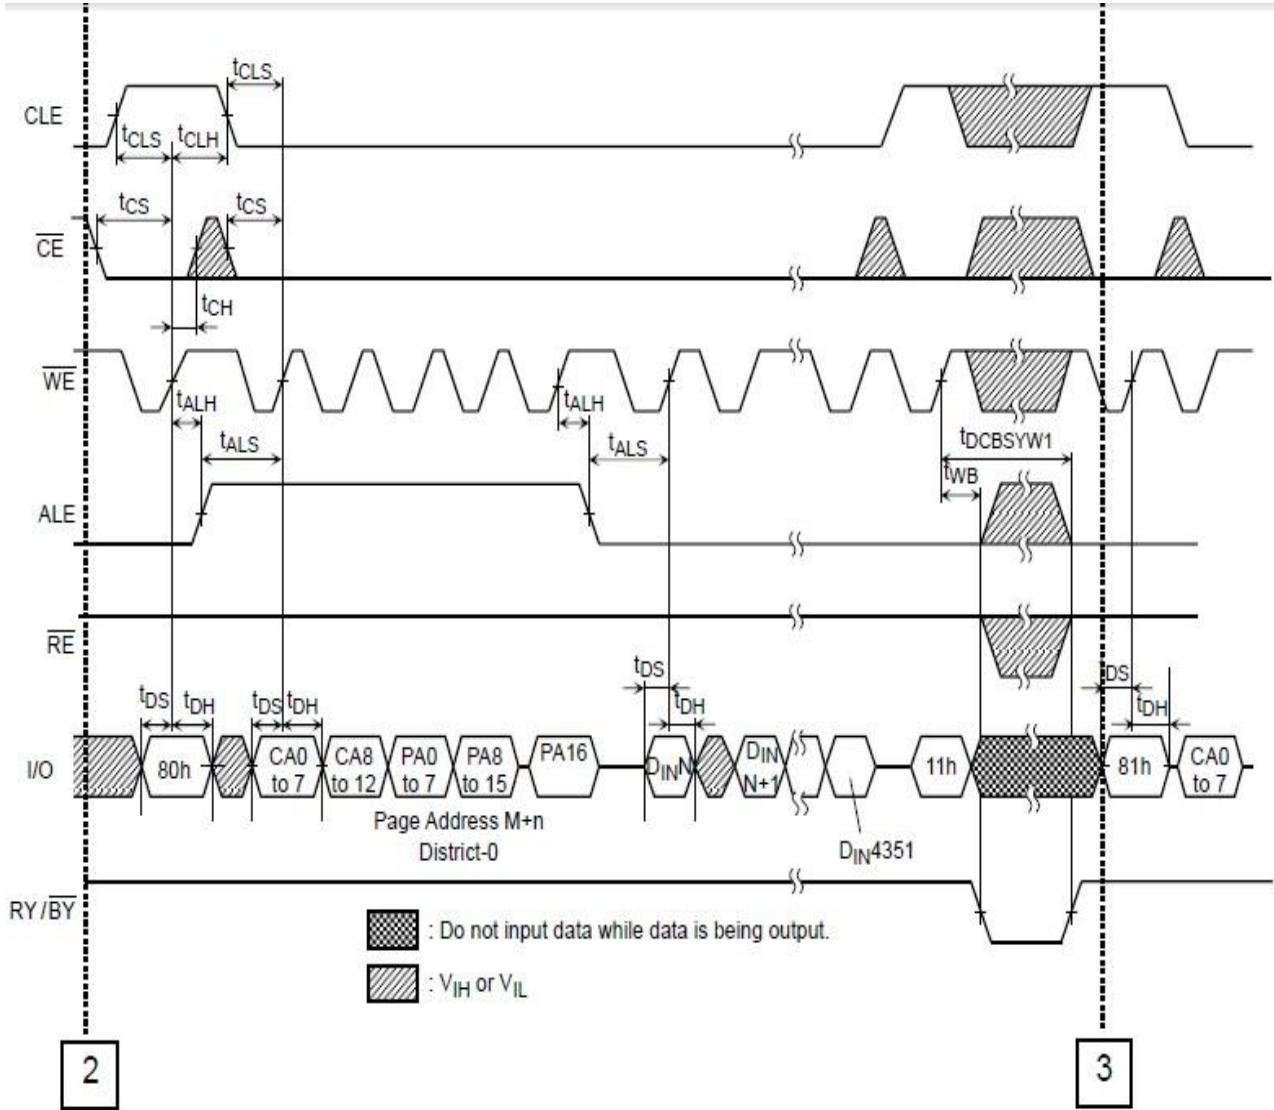 tCLS
CLE
tCLS tCLH
tCS tCS
CE
tCH
WE
tALH tALH
tALS tALS
tDCBSYW1
tWB
ALE
RE
tDS DS
tDS tDH tDS tDH tDH tDH
I/O 80h CA0 to 7 CA8 to 12 PA0 to 7 PA8 to 15 PA16 DINN DIN N+1 11h 81h CA0 to 7
Page Address M+n
District-0
DIN4351
RY/BY
: Do not input data while data is being output.
: VIH or VIL
2 3